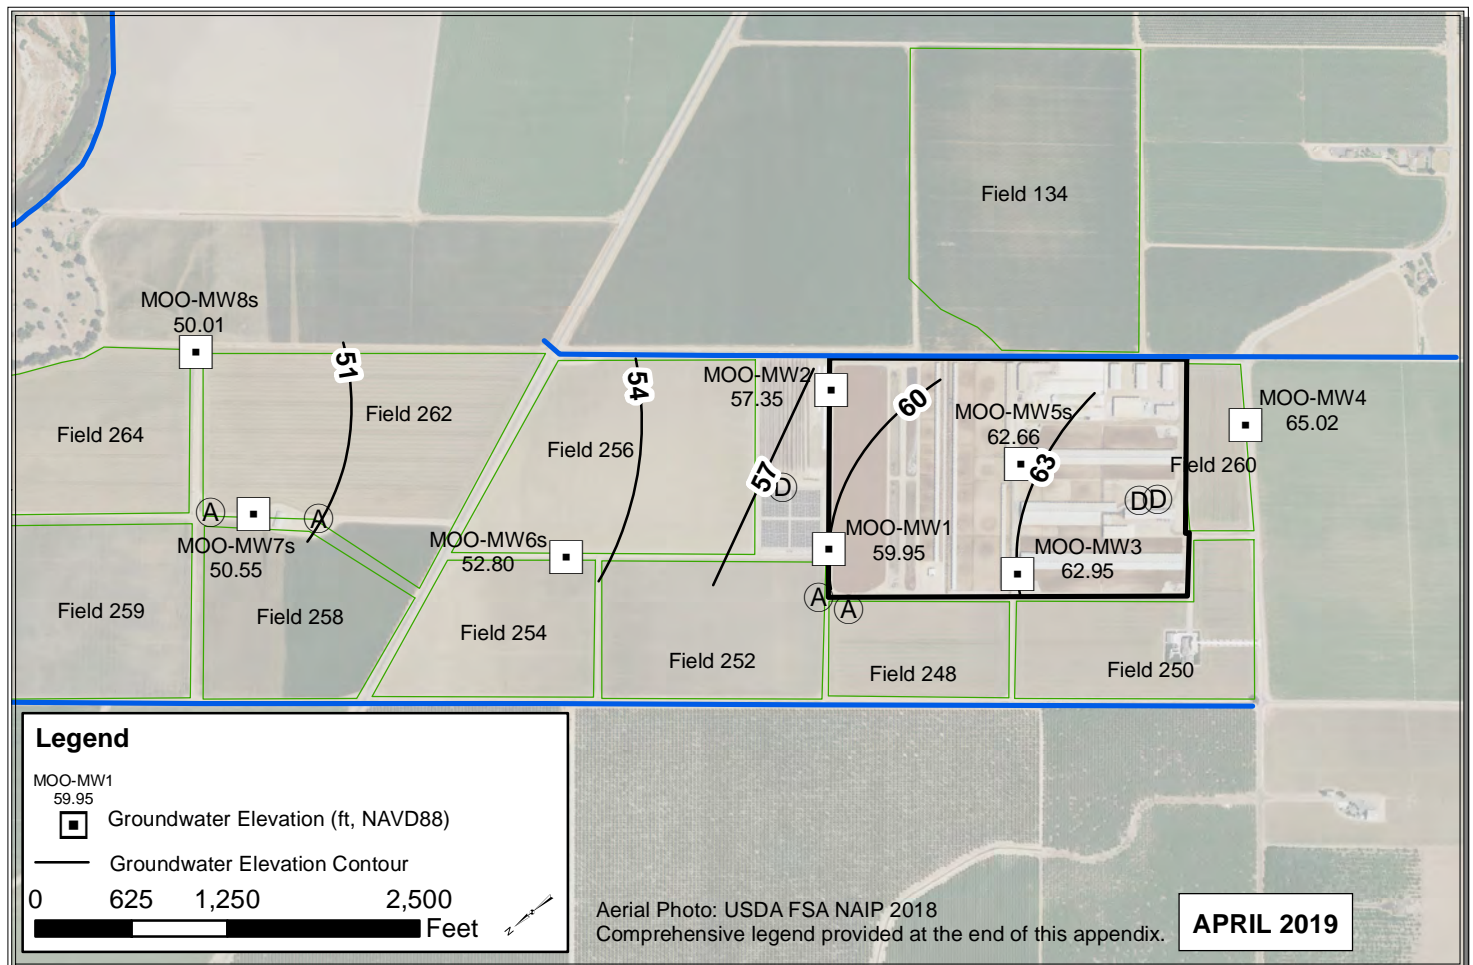 Field 134
MOO-MW8s
50.01
51
54
MOO-MW2
57.35
60
MOO-MW5s
62.66
63
MOO-MW4
65.02
Field 264
Field 262
Field 256
57
D
Field 260
D
D
A
A
MOO-MW7s
50.55
MOO-MW6s
52.80
MOO-MW1
59.95
MOO-MW3
62.95
A
A
Field 259
Field 258
Field 254
Field 252
Field 248
Field 250
Legend
MOO-MW1
59.95
Groundwater Elevation (ft, NAVD88)
Groundwater Elevation Contour
0 625 1,250 2,500
Feet
N
Aerial Photo: USDA FSA NAIP 2018
Comprehensive legend provided at the end of this appendix.
APRIL 2019